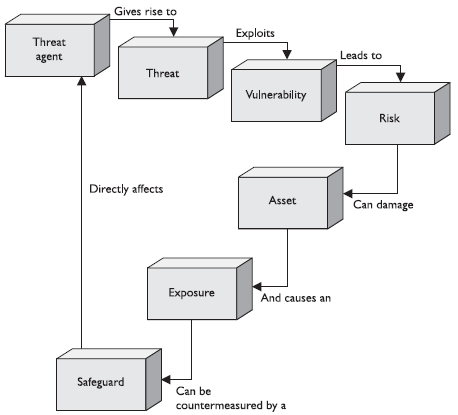 Gives rise to
Threat
agent
Exploits
Threat
Leads to
Vulnerability
Risk
Directly affects
Asset
Can damage
Exposure
And causes an
Safeguard
Can be
countermeasured by a